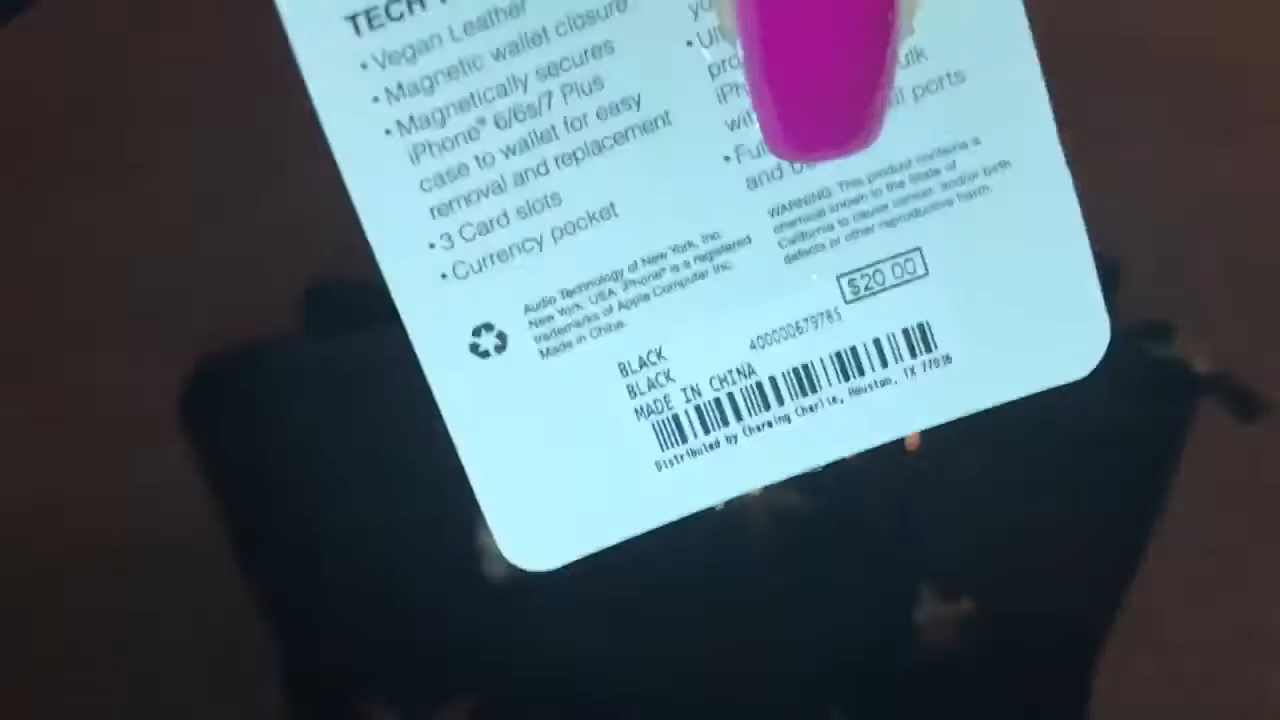 TECH
• Vegan Leather
• Magnetic wallet closure
• Magnetically secures
iPhone® 6/6s/7 Plus
case to wallet for easy
removal and replacement
• 3 Card slots
• Currency pocket
ports
and
WARNING: This product contains a
chemical known to the State of
California to cause cancer, and/or birth
defects or other reproductive harm.
Audio Technology of New York, Inc.
New York, USA. iPhone® is a registered
trademarks of Apple Computer Inc.
Made in China.
$20.00
400000679785
BLACK
BLACK
MADE IN CHINA
Distributed by Charming Charlie, Houston, TX 77036